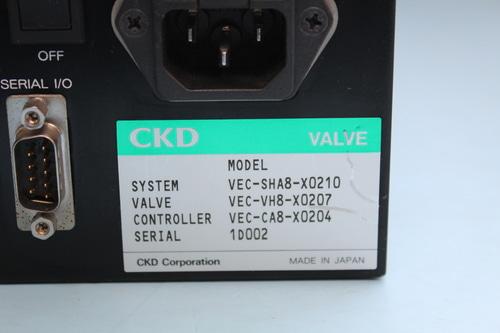 OFF
SERIAL I/O
CKD VALVE
MODEL
SYSTEM VEC-SHA8-X0210
VALVE VEC-VH8-X0207
CONTROLLER VEC-CA8-X0204
SERIAL 1D002
CKD Corporation MADE IN JAPAN